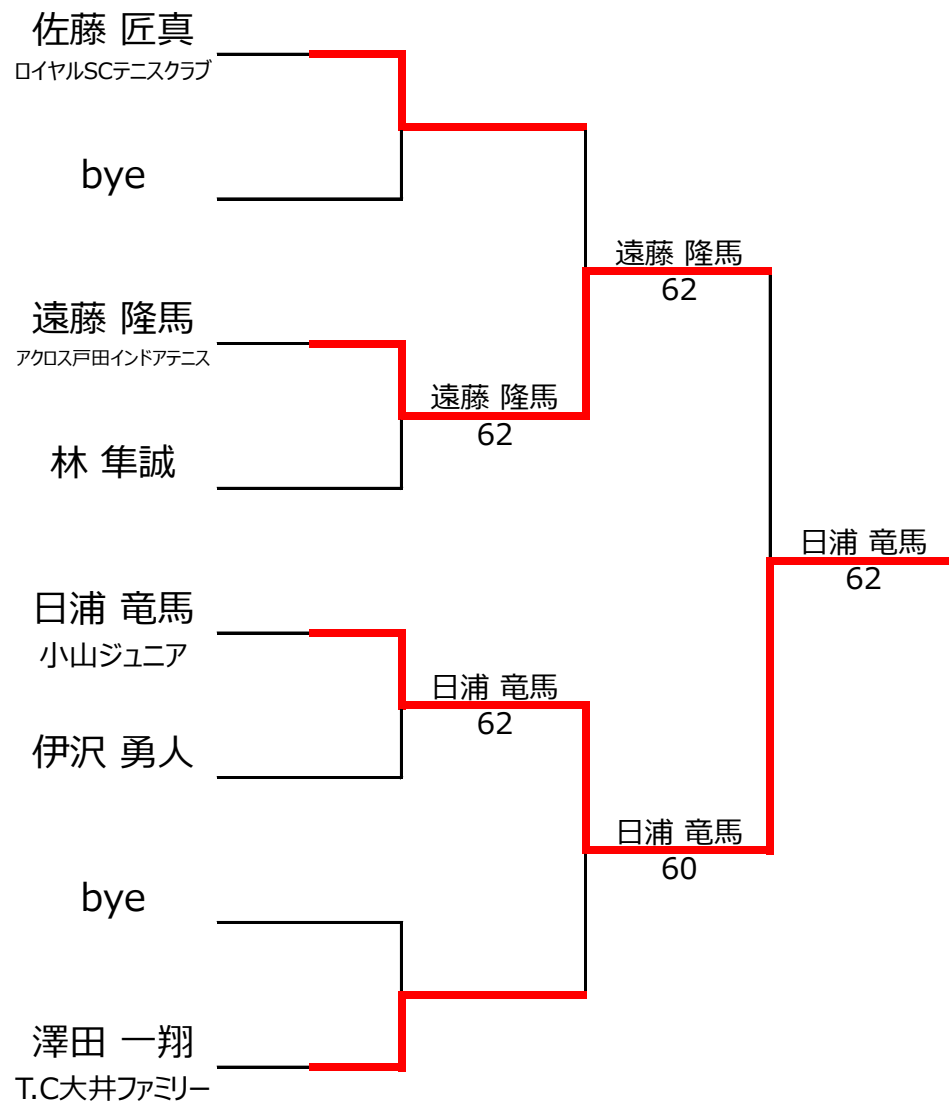 佐藤 匠真
ロイヤルSCテニスクラブ
bye
遠藤 隆馬
アクロス戸田インドアテニス
林 隼誠
日浦 竜馬
小山ジュニア
伊沢 勇人
bye
澤田 一翔
T.C大井ファミリー
遠藤 隆馬
62
日浦 竜馬
62
遠藤 隆馬
62
日浦 竜馬
60
日浦 竜馬
62